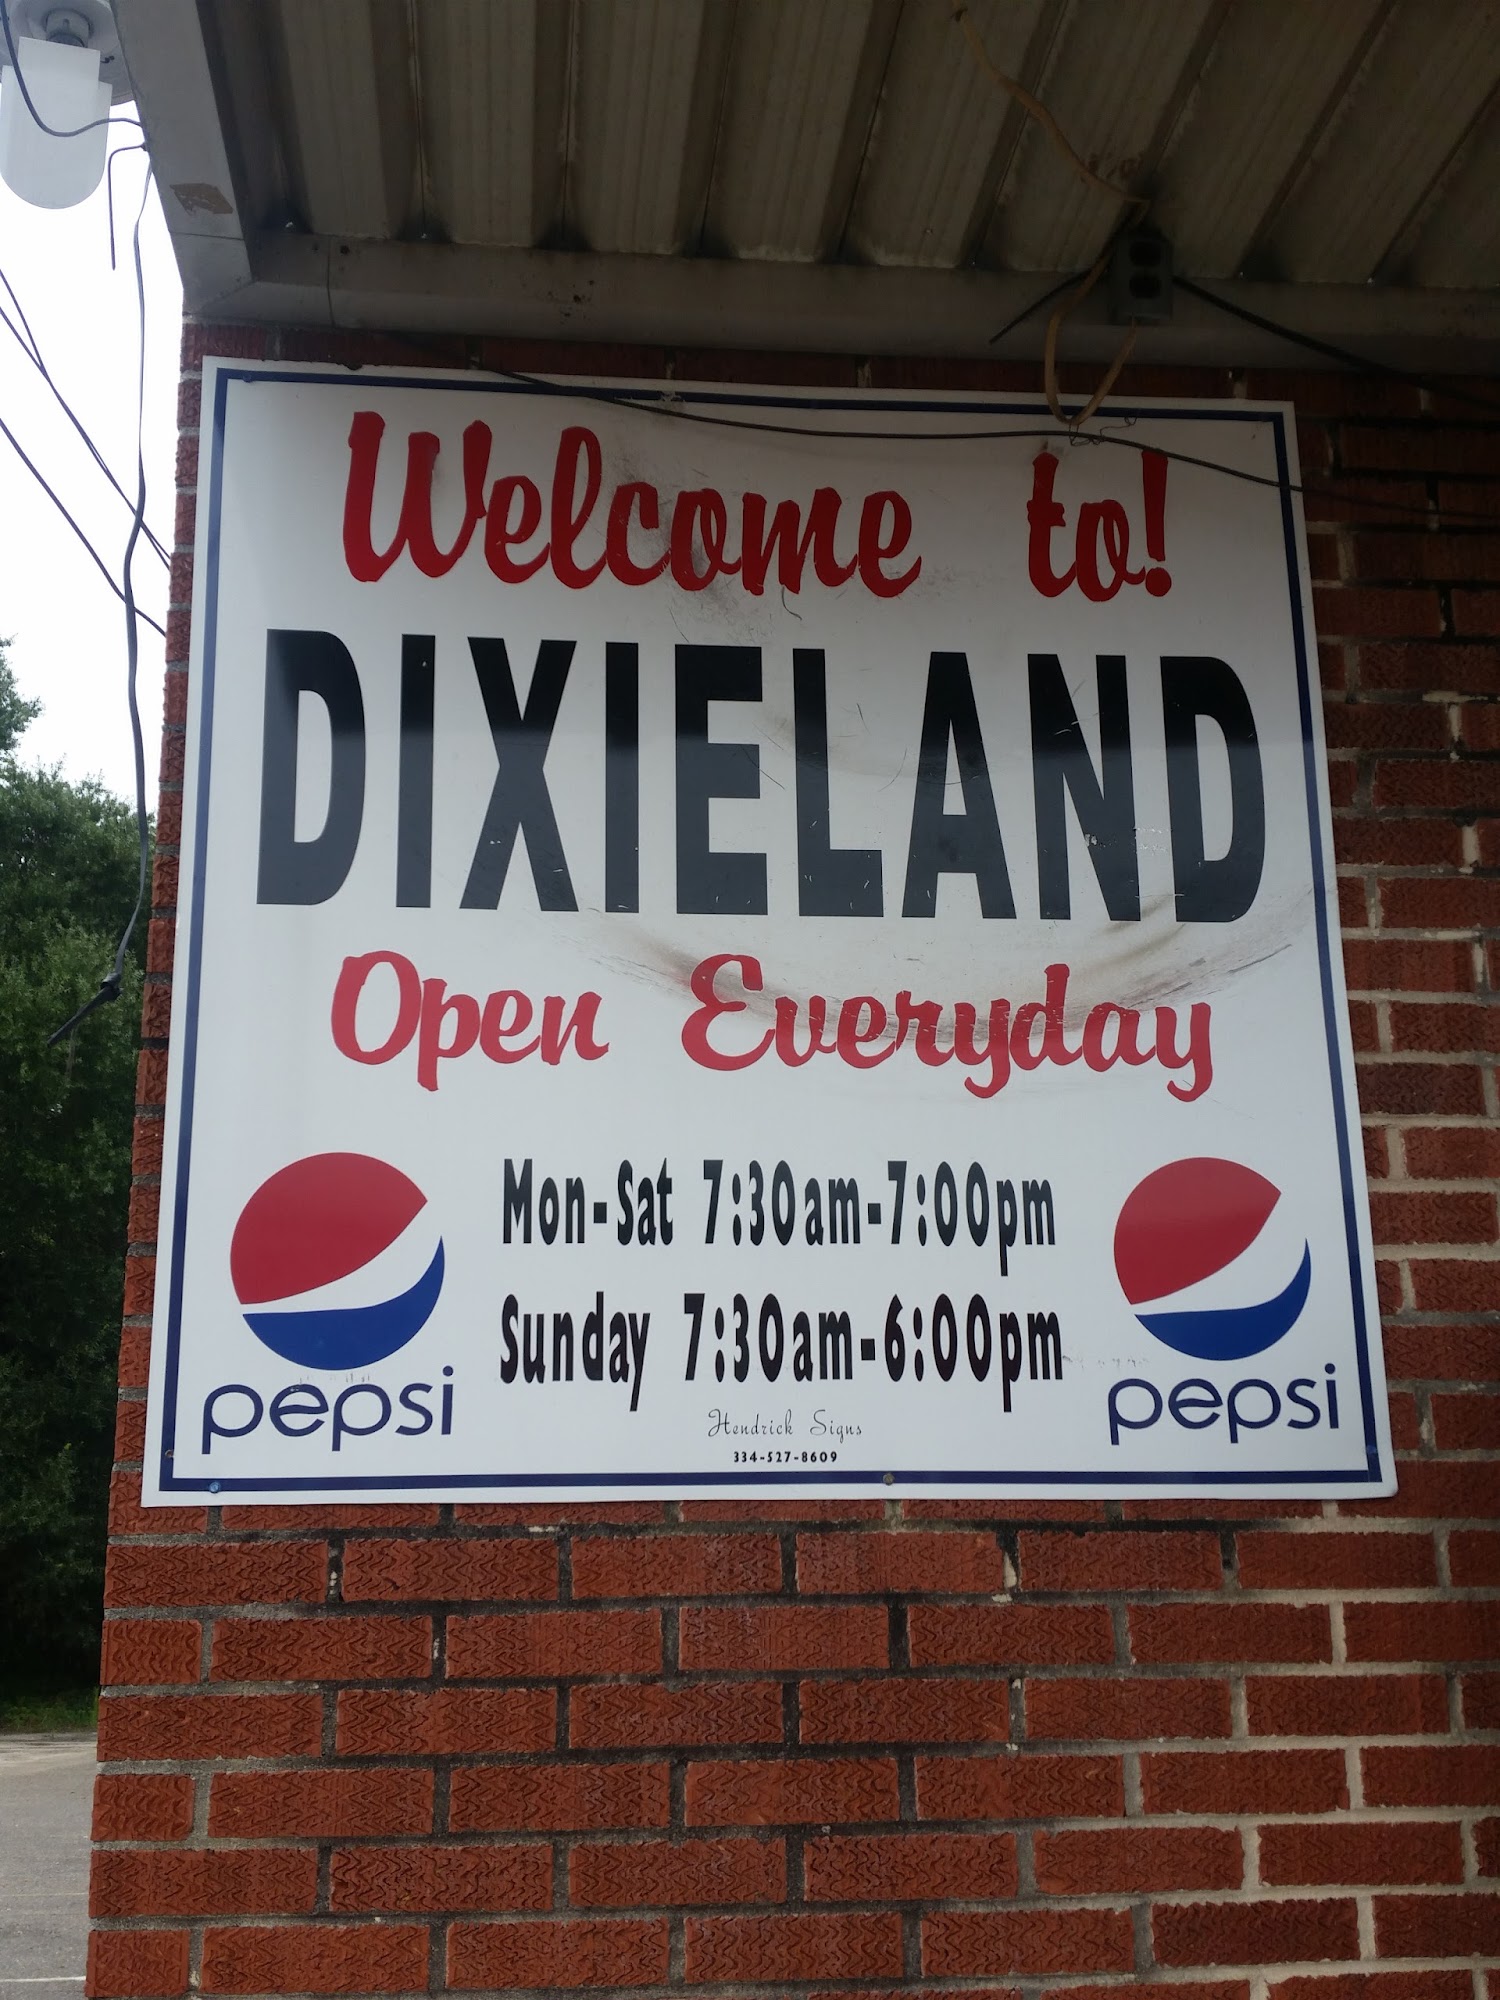 Welcome to!
DIXIELAND
Open Everyday
Mon-Sat 7:30am-7:00pm
Sunday 7:30am-6:00pm
pepsi
pepsi
Hendrick Signs
334-527-8609